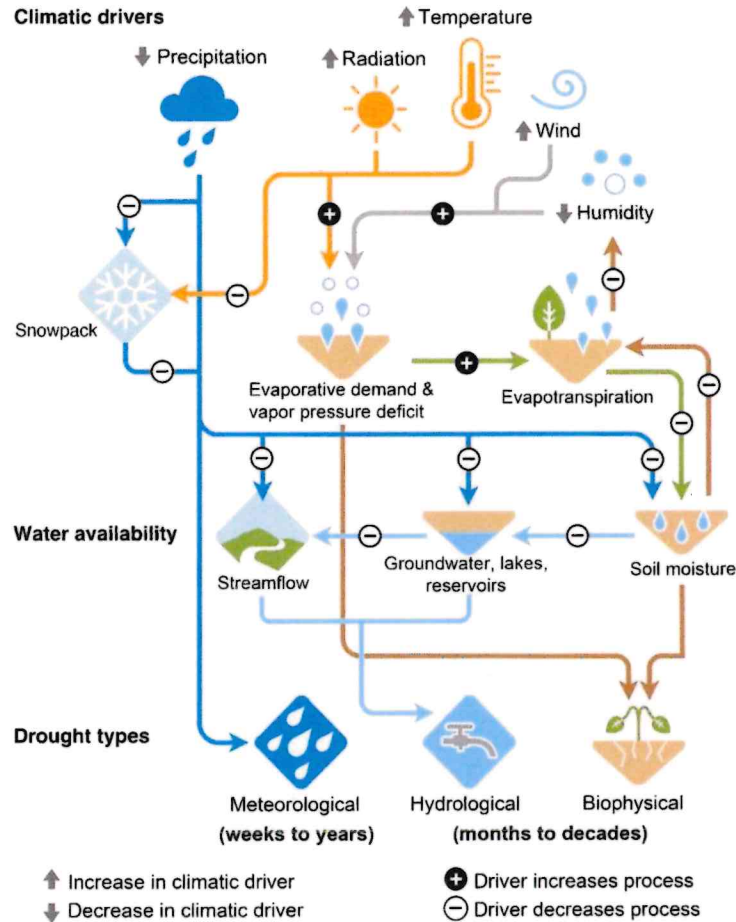 Climatic drivers
Temperature
Precipitation
Radiation
Wind
Humidity
Snowpack
Evaporative demand &
vapor pressure deficit
Evapotranspiration
Water availability
Streamflow
Groundwater, lakes,
reservoirs
Soil moisture
Drought types
Meteorological
Hydrological
Biophysical
(weeks to years)
(months to decades)
Increase in climatic driver
Driver increases process
Decrease in climatic driver
Driver decreases process